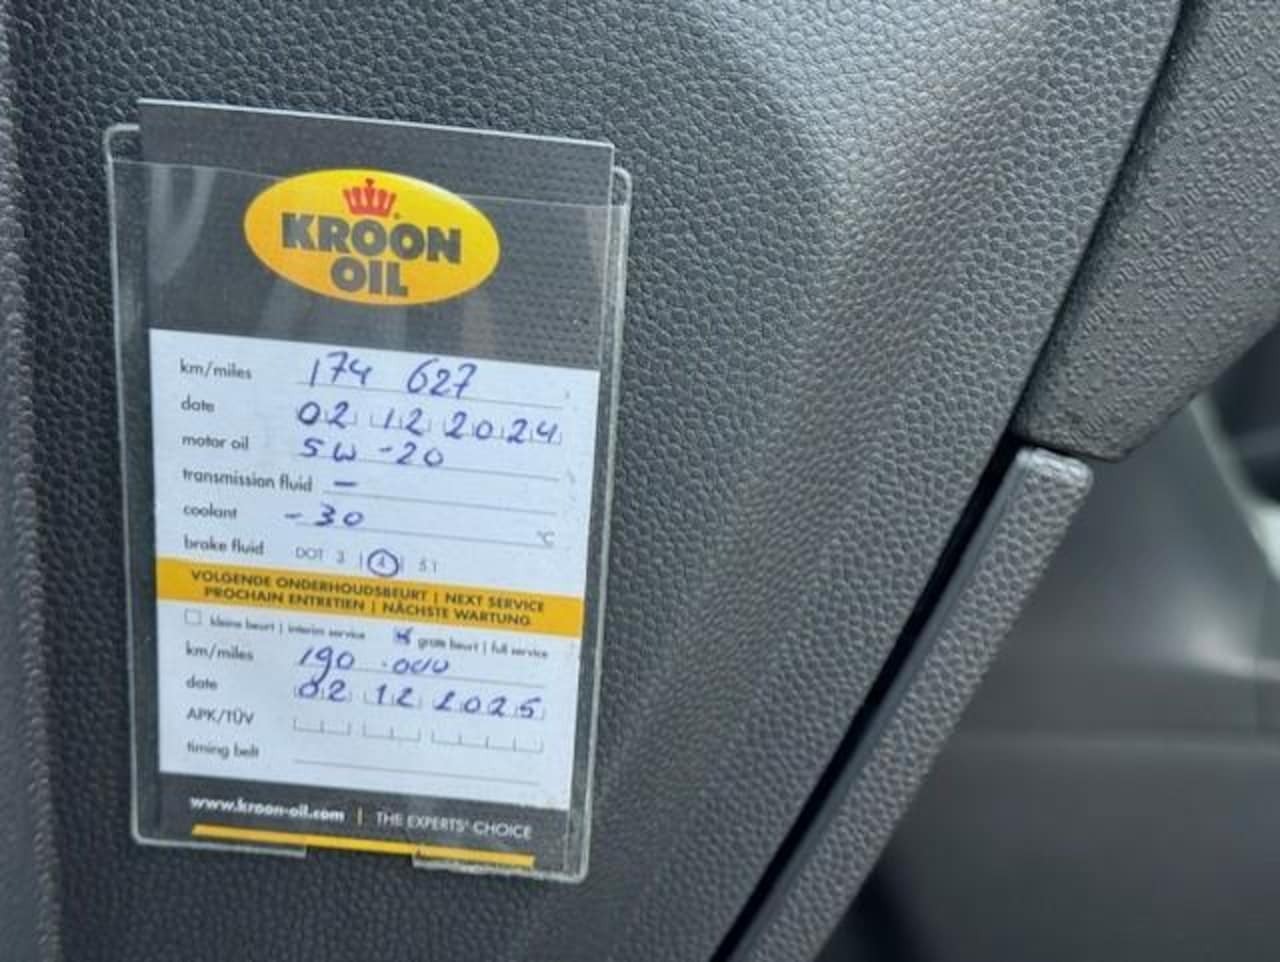 KROON
OIL
km/miles 174 627
date 02 12 2024
motor oil 5W-20
transmission fluid –
coolant -30 °C
brake fluid DOT 3 | 4 | 5.1
VOLGENDE ONDERHOUDSBEURT | NEXT SERVICE
PROCHAIN ENTRETIEN | NÄCHSTE WARTUNG
kleine beurt | interim service grote beurt | full service
km/miles 190.000
date 02 12 2025
APK/TÜV
timing belt
www.kroon-oil.com | THE EXPERTS' CHOICE